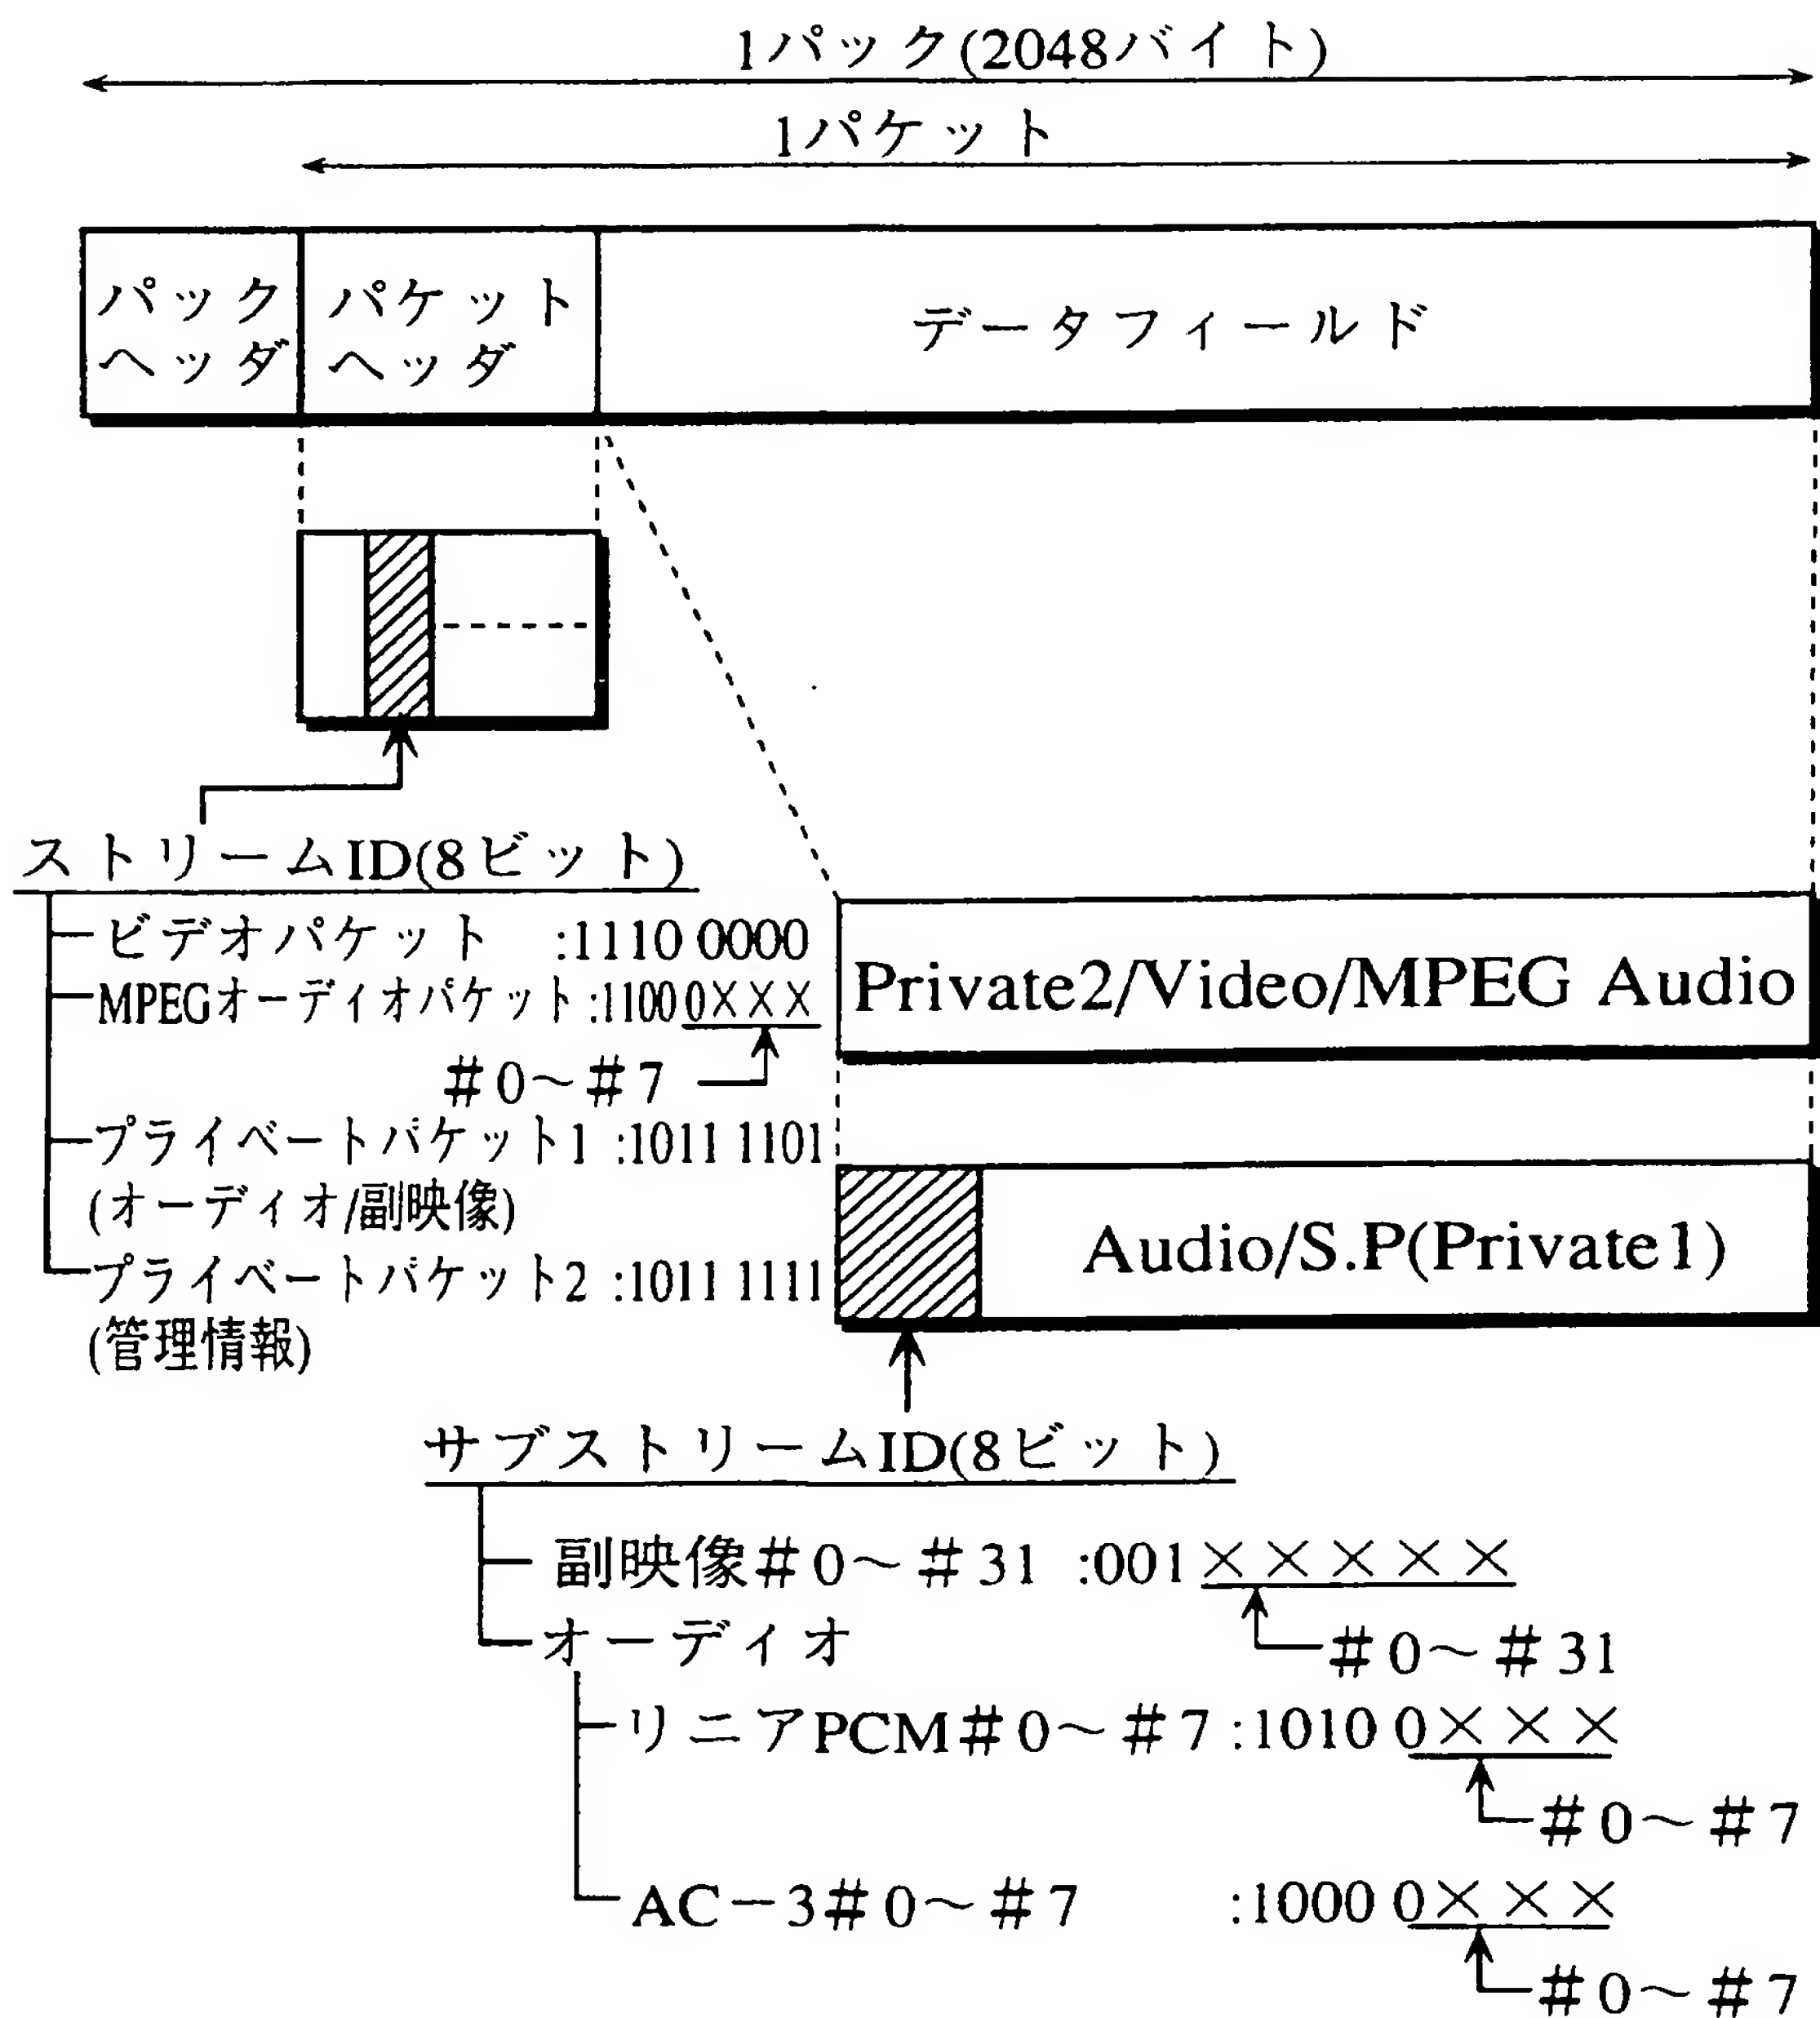 1パック(2048バイト)
1パケット
パック
ヘッダ
パケット
ヘッダ
データフィールド
ストリームID(8ビット)
ビデオパケット :1110 0000
MPEGオーディオパケット:1100 0×××
#0～#7
プライベートパケット1 :1011 1101
(オーディオ/副映像)
プライベートパケット2 :1011 1111
(管理情報)
Private2/Video/MPEG Audio
Audio/S.P(Private1)
サブストリームID(8ビット)
副映像#0～#31 :001×××××
#0～#31
オーディオ
リニアPCM#0～#7 :1010 0×××
#0～#7
AC－3#0～#7 :1000 0×××
#0～#7